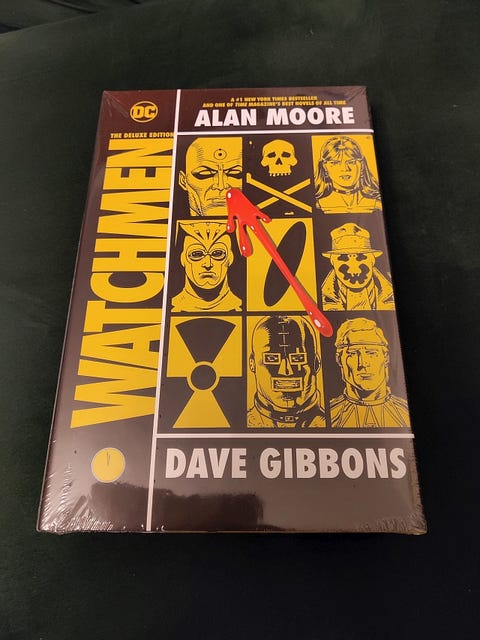 DC
A #1 NEW YORK TIMES BESTSELLER
AND ONE OF TIME MAGAZINE'S BEST NOVELS OF ALL TIME
ALAN MOORE
THE DELUXE EDITION
WATCHMEN
DAVE GIBBONS